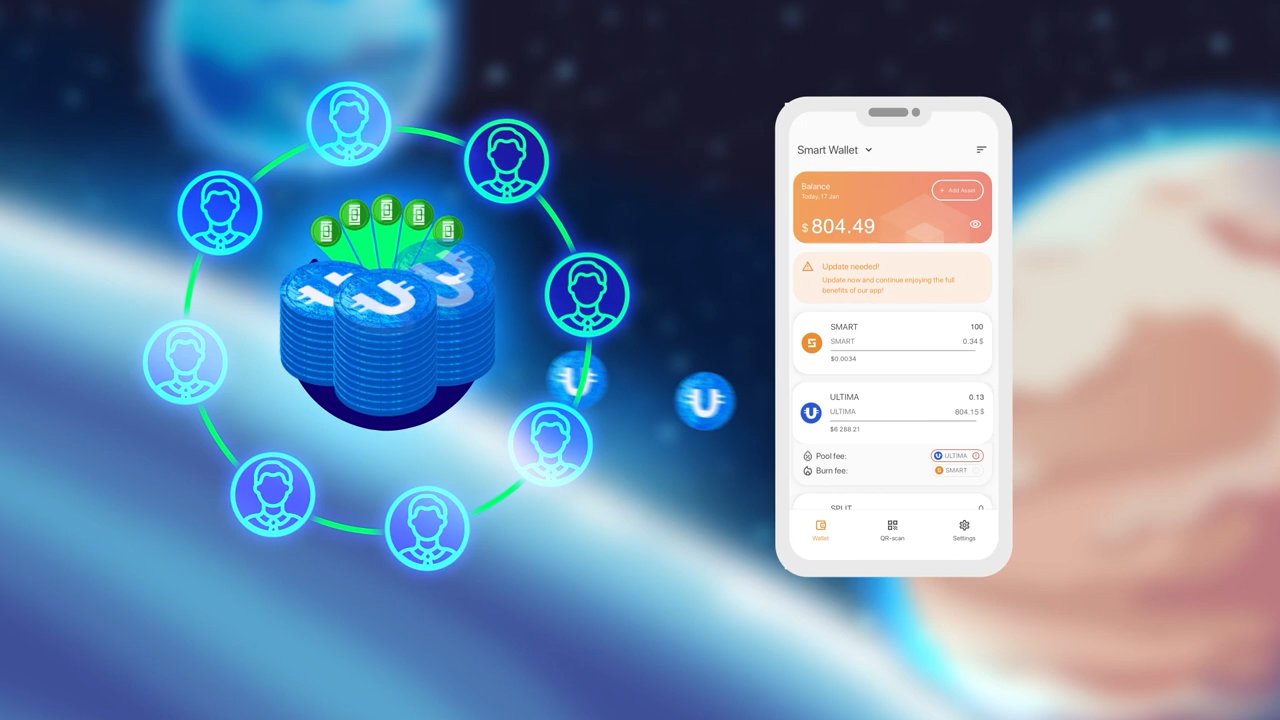 Smart Wallet
Balance
Today, 17 Jan
+ Add Asset
$ 804.49
Update needed!
Update now and continue enjoying the full
benefits of our app!
SMART 100
SMART 0.34 $
$0.0034
ULTIMA 0.13
ULTIMA 804.15 $
$6 288.21
Pool fee: ULTIMA
Burn fee: SMART
SPLIT 0
Wallet QR-scan Settings